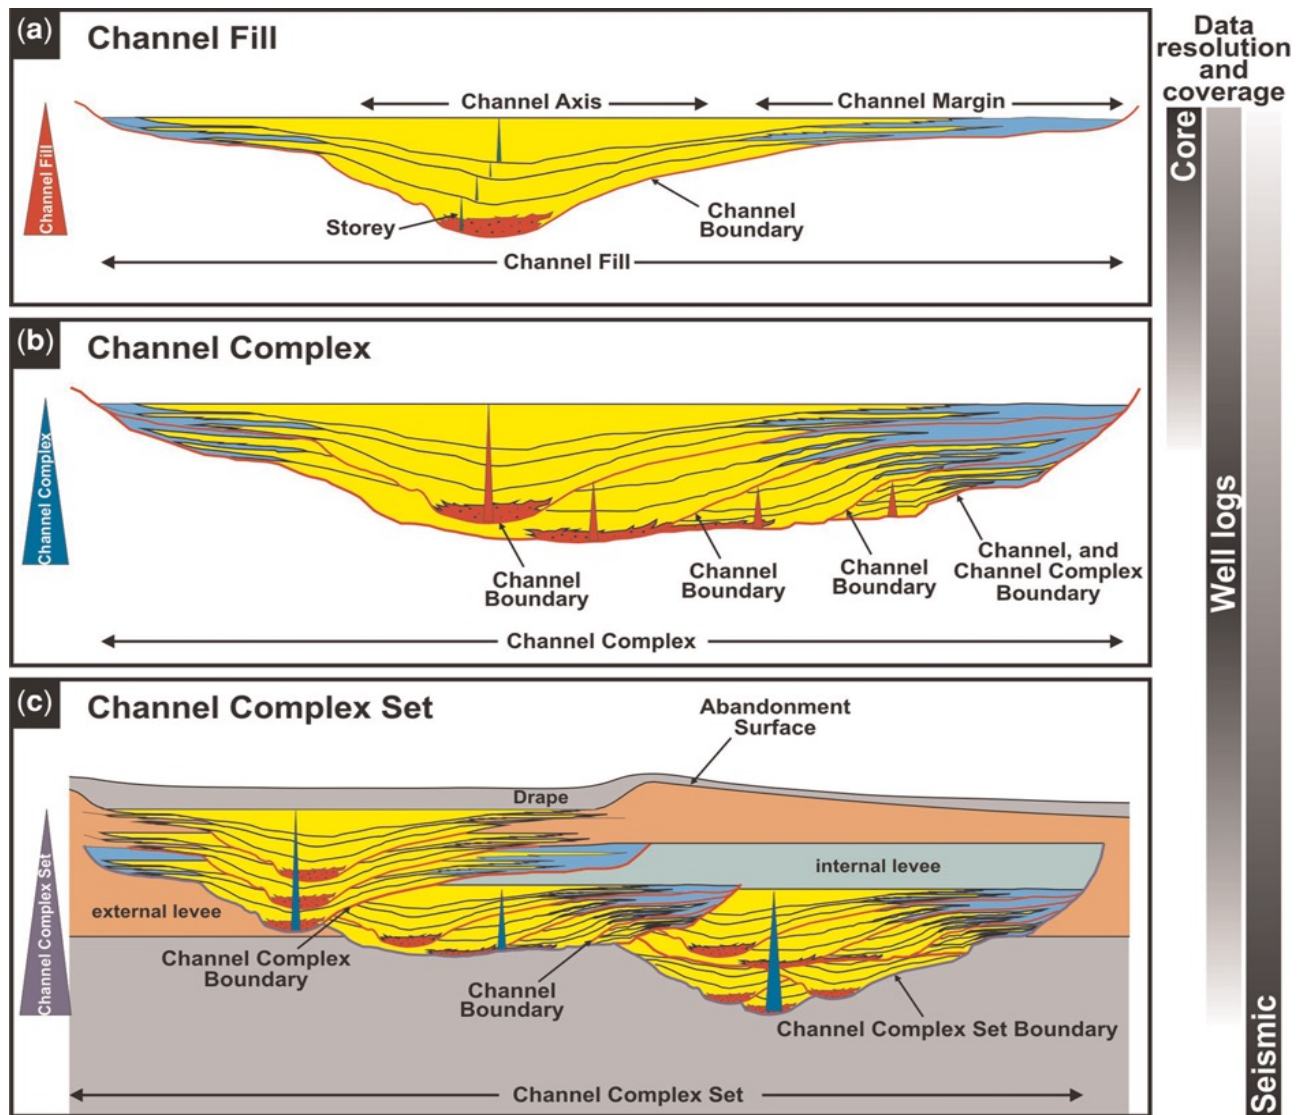 (a)
Channel Fill
Channel Axis
Channel Margin
Channel Fill
Storey
Channel
Boundary
Channel Fill
(b)
Channel Complex
Channel Complex
Channel
Boundary
Channel
Boundary
Channel
Boundary
Channel, and
Channel Complex
Boundary
Channel Complex
(c)
Channel Complex Set
Abandonment
Surface
Drape
Channel Complex Set
internal levee
external levee
Channel Complex
Boundary
Channel
Boundary
Channel Complex Set Boundary
Channel Complex Set
Data
resolution
and
coverage
Core
Well logs
Seismic